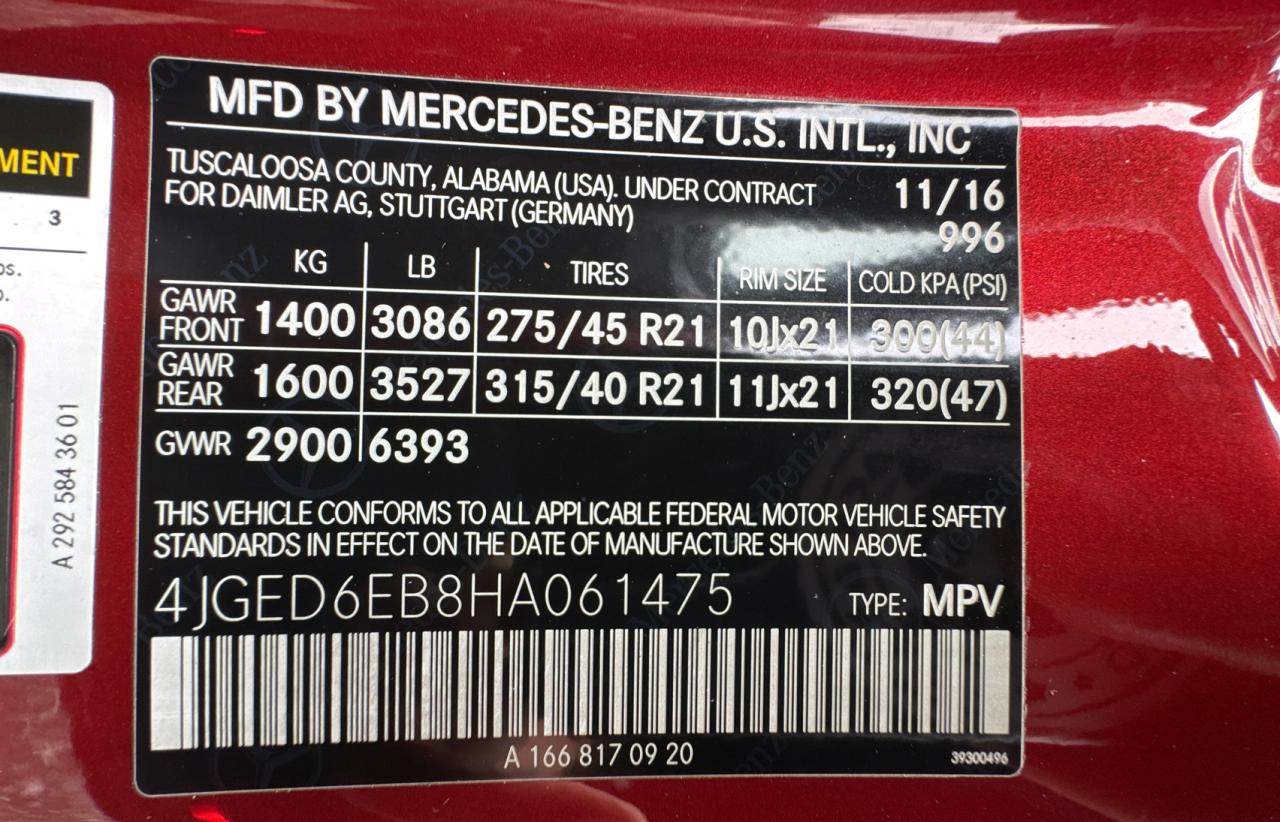 MENT
3
os.
A 292 584 36 01
MFD BY MERCEDES-BENZ U.S. INTL., INC
TUSCALOOSA COUNTY, ALABAMA (USA). UNDER CONTRACT 11/16
FOR DAIMLER AG, STUTTGART (GERMANY) 996
KG LB TIRES RIM SIZE COLD KPA (PSI)
GAWR FRONT 1400 3086 275/45 R21 10Jx21 300(44)
GAWR REAR 1600 3527 315/40 R21 11Jx21 320(47)
GVWR 2900 6393
THIS VEHICLE CONFORMS TO ALL APPLICABLE FEDERAL MOTOR VEHICLE SAFETY
STANDARDS IN EFFECT ON THE DATE OF MANUFACTURE SHOWN ABOVE.
4JGED6EB8HA061475 TYPE: MPV
A 166 817 09 20 39300496